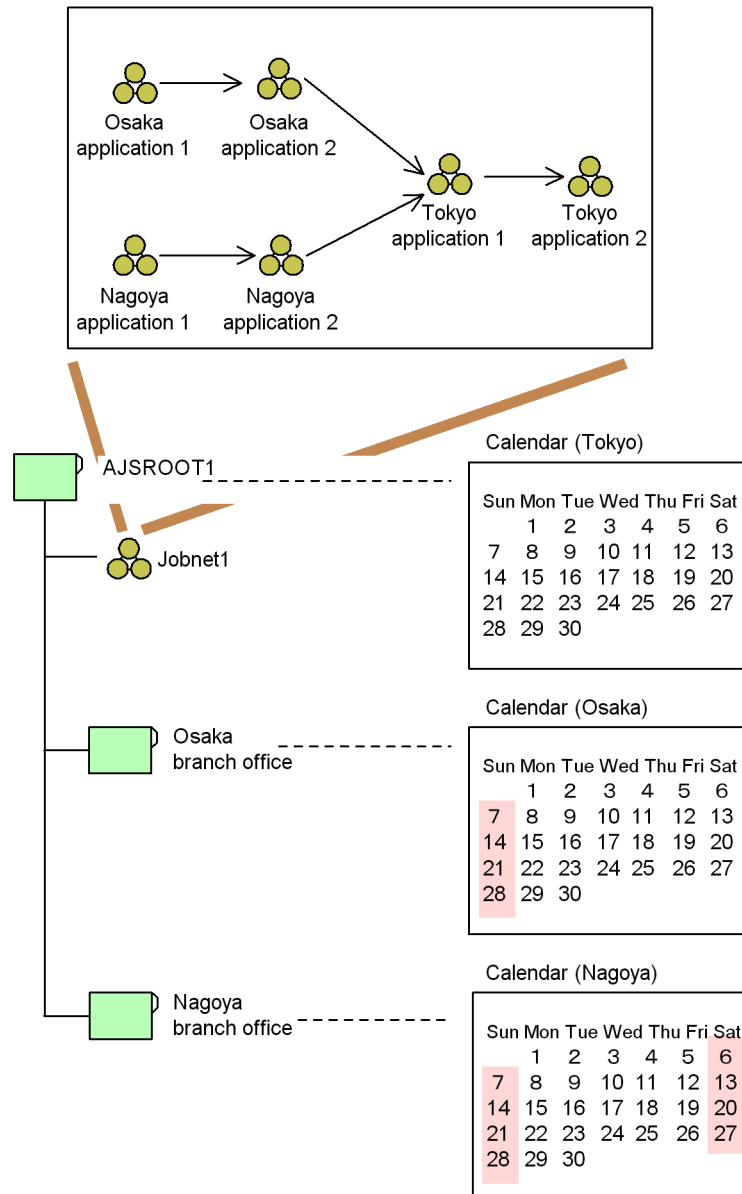 Osaka Osaka
application 1 application 2
Tokyo Tokyo
application 1 application 2
Nagoya Nagoya
application 1 application 2
Calendar (Tokyo)
AJSROOT1
Sun Mon Tue Wed Thu Fri Sat
1 2 3 4 5 6
7 8 9 10 11 12 13
14 15 16 17 18 19 20
21 22 23 24 25 26 27
28 29 30
Jobnet1
Calendar (Osaka)
Osaka
branch office
Sun Mon Tue Wed Thu Fri Sat
1 2 3 4 5 6
7 8 9 10 11 12 13
14 15 16 17 18 19 20
21 22 23 24 25 26 27
28 29 30
Calendar (Nagoya)
Nagoya
branch office
Sun Mon Tue Wed Thu Fri Sat
1 2 3 4 5 6
7 8 9 10 11 12 13
14 15 16 17 18 19 20
21 22 23 24 25 26 27
28 29 30